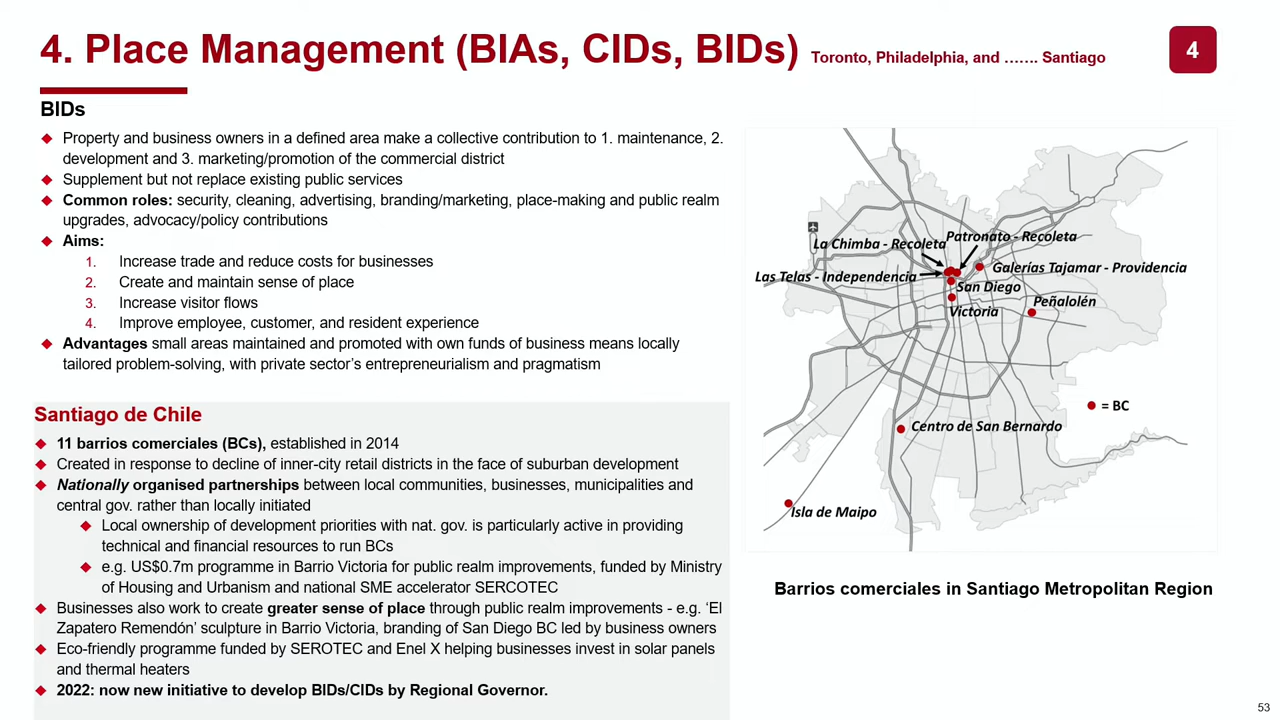 4. Place Management (BIAs, CIDs, BIDs) Toronto, Philadelphia, and ……. Santiago
4
BIDs
Property and business owners in a defined area make a collective contribution to 1. maintenance, 2.
development and 3. marketing/promotion of the commercial district
Supplement but not replace existing public services
Common roles: security, cleaning, advertising, branding/marketing, place-making and public realm
upgrades, advocacy/policy contributions
Aims:
1. Increase trade and reduce costs for businesses
2. Create and maintain sense of place
3. Increase visitor flows
4. Improve employee, customer, and resident experience
Advantages small areas maintained and promoted with own funds of business means locally
tailored problem-solving, with private sector's entrepreneurialism and pragmatism
Santiago de Chile
11 barrios comerciales (BCs), established in 2014
Created in response to decline of inner-city retail districts in the face of suburban development
Nationally organised partnerships between local communities, businesses, municipalities and
central gov. rather than locally initiated
Local ownership of development priorities with nat. gov. is particularly active in providing
technical and financial resources to run BCs
e.g. US$0.7m programme in Barrio Victoria for public realm improvements, funded by Ministry
of Housing and Urbanism and national SME accelerator SERCOTEC
Businesses also work to create greater sense of place through public realm improvements - e.g. 'El
Zapatero Remendón' sculpture in Barrio Victoria, branding of San Diego BC led by business owners
Eco-friendly programme funded by SEROTEC and Enel X helping businesses invest in solar panels
and thermal heaters
2022: now new initiative to develop BIDs/CIDs by Regional Governor.
Patronato - Recoleta
La Chimba - Recoleta
Galerías Tajamar - Providencia
Las Telas - Independencia
San Diego
Peñalolén
Victoria
= BC
Centro de San Bernardo
Isla de Maipo
Barrios comerciales in Santiago Metropolitan Region
53